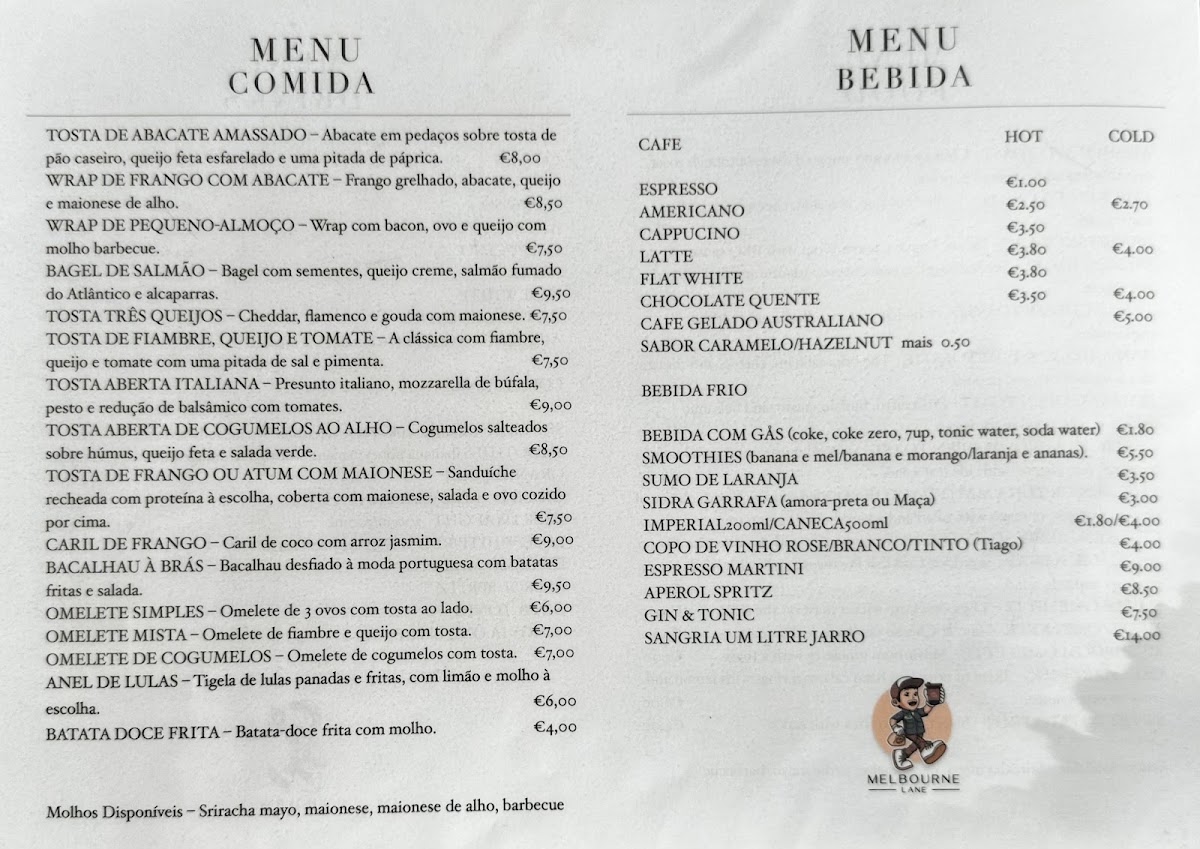 MENU
COMIDA
TOSTA DE ABACATE AMASSADO – Abacate em pedaços sobre tosta de
pão caseiro, queijo feta esfarelado e uma pitada de páprica. €8,00
WRAP DE FRANGO COM ABACATE – Frango grelhado, abacate, queijo
e maionese de alho. €8,50
WRAP DE PEQUENO-ALMOÇO – Wrap com bacon, ovo e queijo com
molho barbecue. €7,50
BAGEL DE SALMÃO – Bagel com sementes, queijo creme, salmão fumado
do Atlântico e alcaparras. €9,50
TOSTA TRÊS QUEIJOS – Cheddar, flamenco e gouda com maionese. €7,50
TOSTA DE FIAMBRE, QUEIJO E TOMATE – A clássica com fiambre,
queijo e tomate com uma pitada de sal e pimenta. €7,50
TOSTA ABERTA ITALIANA – Presunto italiano, mozzarella de búfala,
pesto e redução de balsâmico com tomates. €9,00
TOSTA ABERTA DE COGUMELOS AO ALHO – Cogumelos salteados
sobre húmus, queijo feta e salada verde. €8,50
TOSTA DE FRANGO OU ATUM COM MAIONESE – Sanduíche
recheada com proteína à escolha, coberta com maionese, salada e ovo cozido
por cima. €7,50
CARIL DE FRANGO – Caril de coco com arroz jasmim. €9,00
BACALHAU À BRÁS – Bacalhau desfiado à moda portuguesa com batatas
fritas e salada. €9,50
OMELETE SIMPLES – Omelete de 3 ovos com tosta ao lado. €6,00
OMELETE MISTA – Omelete de fiambre e queijo com tosta. €7,00
OMELETE DE COGUMELOS – Omelete de cogumelos com tosta. €7,00
ANEL DE LULAS – Tigela de lulas panadas e fritas, com limão e molho à
escolha. €6,00
BATATA DOCE FRITA – Batata-doce frita com molho. €4,00
Molhos Disponíveis – Sriracha mayo, maionese, maionese de alho, barbecue
MENU
BEBIDA
CAFE HOT COLD
ESPRESSO €1.00
AMERICANO €2.50 €2.70
CAPPUCINO €3.50
LATTE €3.80 €4.00
FLAT WHITE €3.80
CHOCOLATE QUENTE €3.50 €4.00
CAFE GELADO AUSTRALIANO €5.00
SABOR CARAMELO/HAZELNUT mais 0.50
BEBIDA FRIO
BEBIDA COM GÅS (coke, coke zero, 7up, tonic water, soda water) €1.80
SMOOTHIES (banana e mel/banana e morango/laranja e ananas). €5.50
SUMO DE LARANJA €3.50
SIDRA GARRAFA (amora-preta ou Maça) €3.00
IMPERIAL200ml/CANECA500ml €1.80/€4.00
COPO DE VINHO ROSE/BRANCO/TINTO (Tiago) €4.00
ESPRESSO MARTINI €9.00
APEROL SPRITZ €8.50
GIN & TONIC €7.50
SANGRIA UM LITRE JARRO €14.00
MELBOURNE
LANE